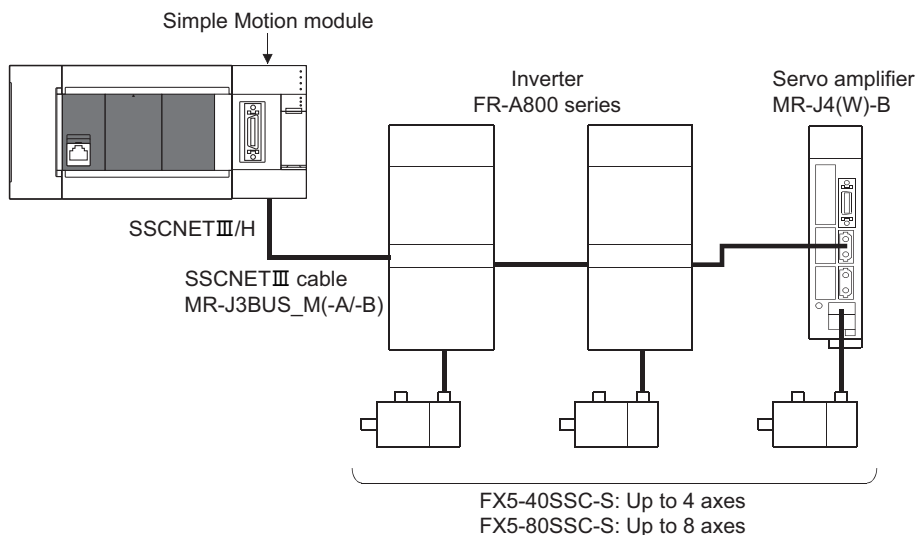 Simple Motion module
Inverter
FR-A800 series
Servo amplifier
MR-J4(W)-B
SSCNETⅢ/H
SSCNETⅢ cable
MR-J3BUS_M(-A/-B)
FX5-40SSC-S: Up to 4 axes
FX5-80SSC-S: Up to 8 axes